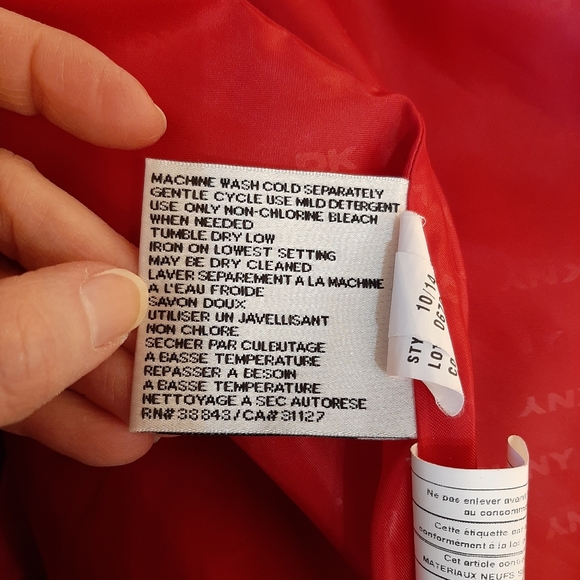 MACHINE WASH COLD SEPARATELY
GENTLE CYCLE USE MILD DETERGENT
USE ONLY NON-CHLORINE BLEACH
WHEN NEEDED
TUMBLE DRY LOW
IRON ON LOWEST SETTING
MAY BE DRY CLEANED
LAVER SEPAREMENT A LA MACHINE
A L'EAU FROIDE
SAVON DOUX
UTILISER UN JAVELLISANT
NON CHLORE
SECHER PAR CULBUTAGE
A BASSE TEMPERATURE
REPASSER A BESOIN
A BASSE TEMPERATURE
NETTOYAGE A SEC AUTORESE
RN# 38843/CA# 31127
10/14
STY
LOT
Ne pas enlever avant
au consomm
Cette étiquette
conformément à la loi
Cet article
MATERIAUX NEUFS